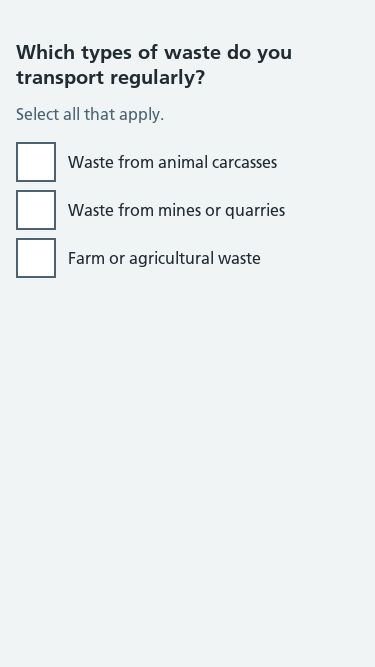 Which types of waste do you
transport regularly?
Select all that apply.
Waste from animal carcasses
Waste from mines or quarries
Farm or agricultural waste